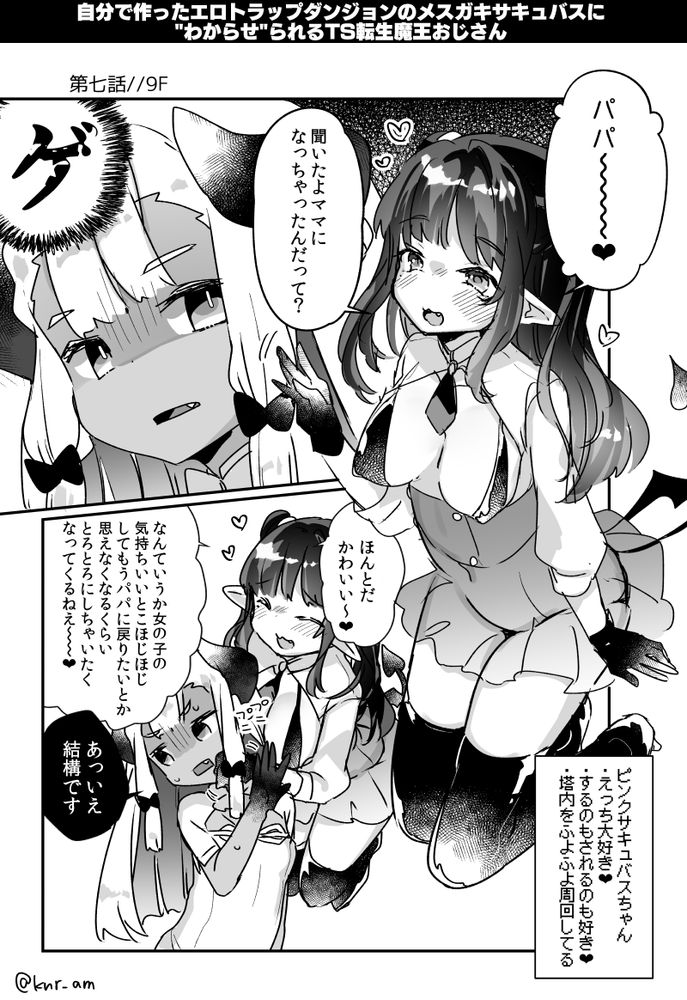 自分で作ったエロトラップダンジョンのメスガキサキュバスに
"わからせ"られるTS転生魔王おじさん
第七話//9F
パパ〜〜〜〜❤
聞いたよママに
なっちゃったんだって?
ゲ
ほんとだ
かわいい〜❤
なんていうか女の子の
気持ちいいとこほじほじ
してもうパパに戻りたいとか
思えなくなるくらい
とろとろにしちゃいたく
なってくるねえ〜〜❤
プニ
プニ
あっいえ
結構です
ピンクサキュバスちゃん
・えっち大好き❤
・するのもされるのも好き❤
・塔内をふよふよ周回してる
@knr_am